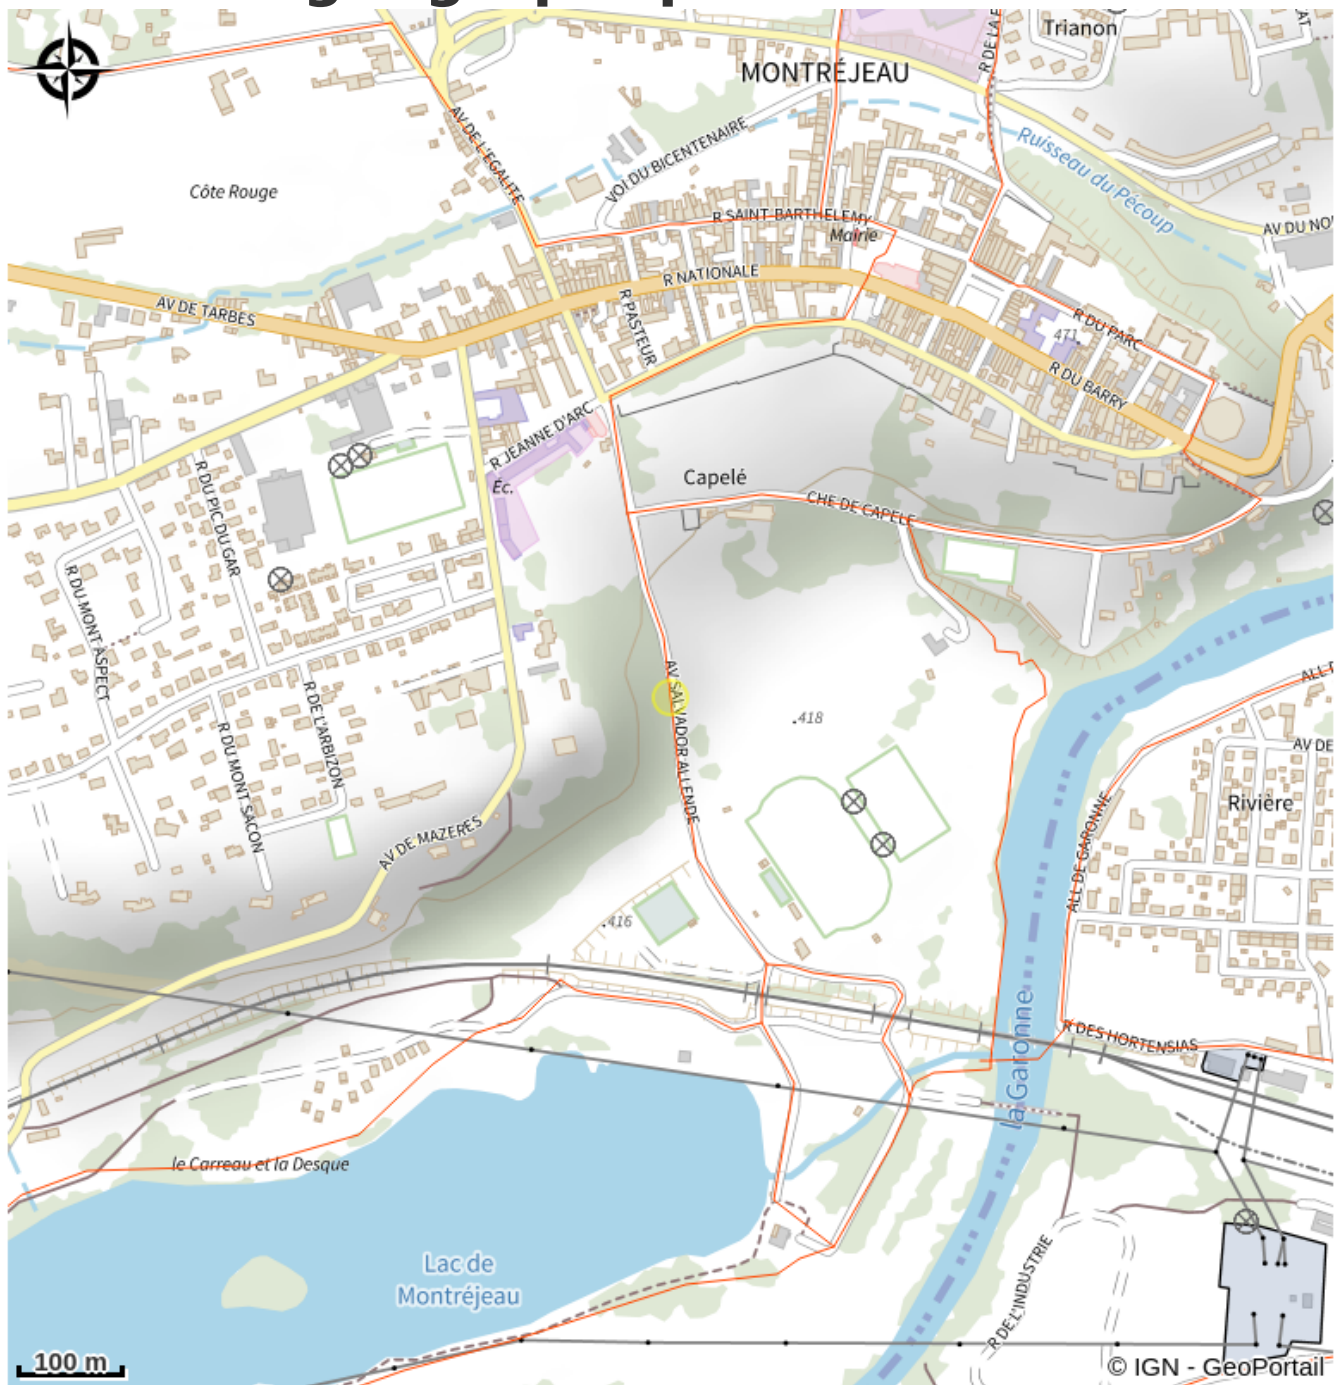 Trianon
R DE LA E
MONTRÉJEAU
AV DE L'EGALITE
VOI DU BICENTENAIRE
Ruisseau du Pécoup
Côte Rouge
R SAINT-BARTHELEMY
Mairie
AV DU NO
R NATIONALE
AV DE TARBES
R PASTEUR
R DU PARC
471
R DU BARRY
R JEANNE D'ARC
Éc.
Capelé
CHE DE CAPELE
R DU PIC DU GAR
R DU MONT ASPECT
R DE L'ARBIZON
R DU MONT SACON
AV SALVADOR ALLENDE
.418
ALL D
AV DE
Rivière
ALL DE GARONNE
AV DE MAZERES
.416
la Garonne
R DES HORTENSIAS
le Carreau et la Desque
Lac de
Montréjeau
R DE L'INDUSTRIE
100 m
© IGN - GeoPortail